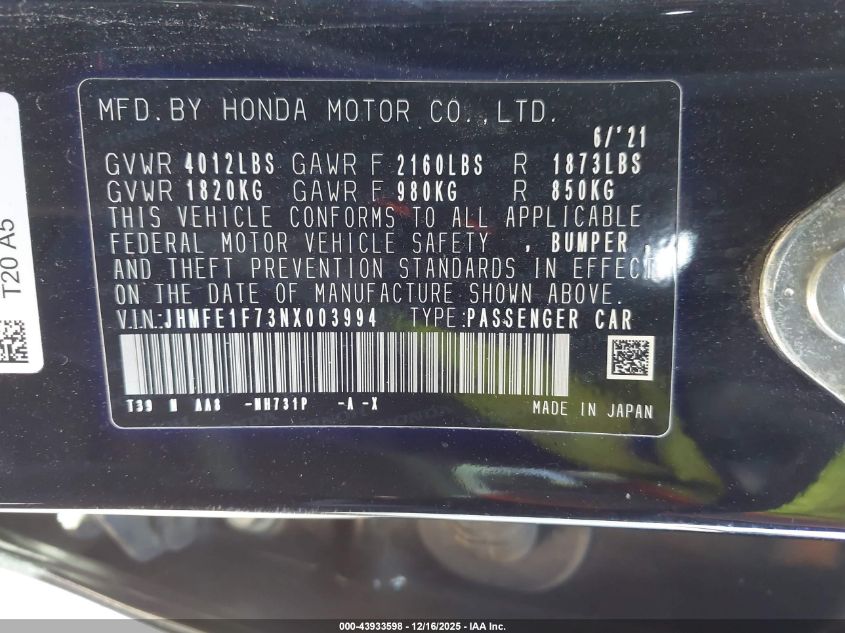 MFD. BY HONDA MOTOR CO., LTD.
6/'21
GVWR 4012LBS GAWR F 2160LBS R 1873LBS
GVWR 1820KG GAWR F 980KG R 850KG
THIS VEHICLE CONFORMS TO ALL APPLICABLE
FEDERAL MOTOR VEHICLE SAFETY , BUMPER ,
AND THEFT PREVENTION STANDARDS IN EFFECT
ON THE DATE OF MANUFACTURE SHOWN ABOVE.
VIN:JHMFE1F73NX003994 TYPE:PASSENGER CAR
T39 M AA8 -NH731P -A -X
MADE IN JAPAN
T20 A5
000-43933598 - 12/16/2025 - IAA Inc.